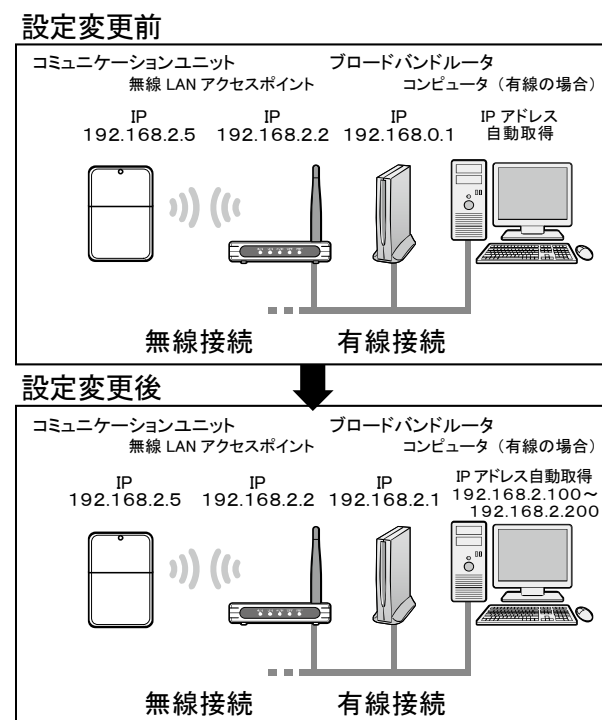 設定変更前
コミュニケーションユニット ブロードバンドルータ
無線 LAN アクセスポイント コンピュータ（有線の場合）
IP IP IP IP アドレス
192.168.2.5 192.168.2.2 192.168.0.1 自動取得
無線接続 有線接続
設定変更後
コミュニケーションユニット ブロードバンドルータ
無線 LAN アクセスポイント コンピュータ（有線の場合）
IP IP IP IP アドレス自動取得
192.168.2.5 192.168.2.2 192.168.2.1 192.168.2.100～
192.168.2.200
無線接続 有線接続